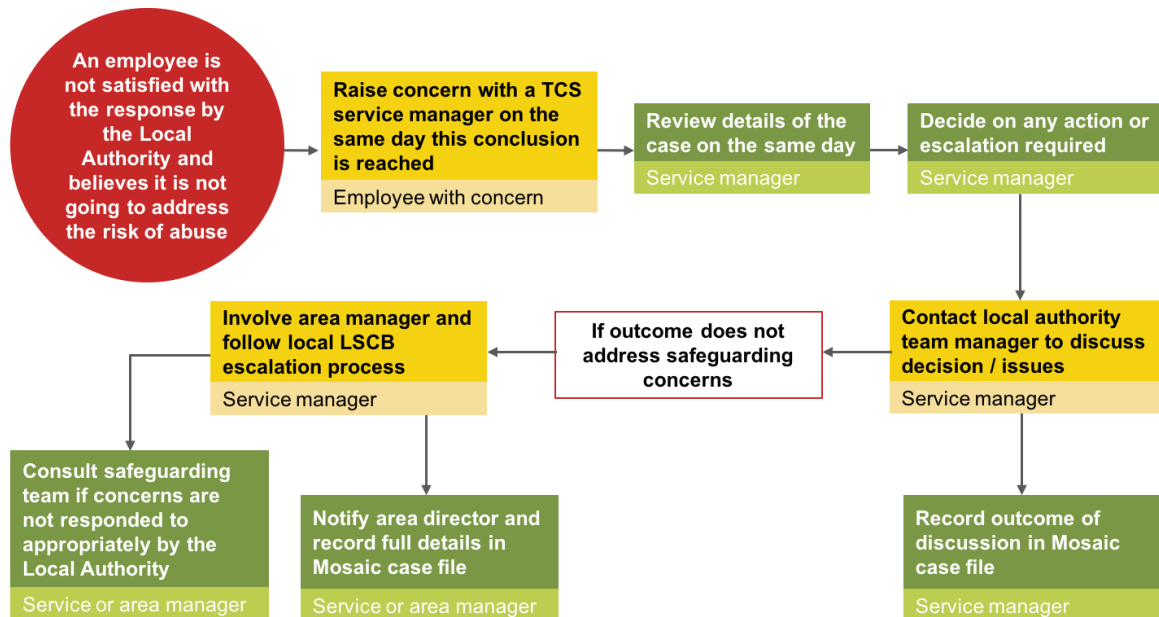 An employee is
not satisfied with
the response by
the Local
Authority and
believes it is not
going to address
the risk of abuse
Raise concern with a TCS
service manager on the
same day this conclusion
is reached
Employee with concern
Review details of the
case on the same day
Service manager
Decide on any action or
escalation required
Service manager
Contact local authority
team manager to discuss
decision / issues
Service manager
If outcome does not
address safeguarding
concerns
Involve area manager and
follow local LSCB
escalation process
Service manager
Consult safeguarding
team if concerns are
not responded to
appropriately by the
Local Authority
Service or area manager
Notify area director and
record full details in
Mosaic case file
Service or area manager
Record outcome of
discussion in Mosaic
case file
Service manager